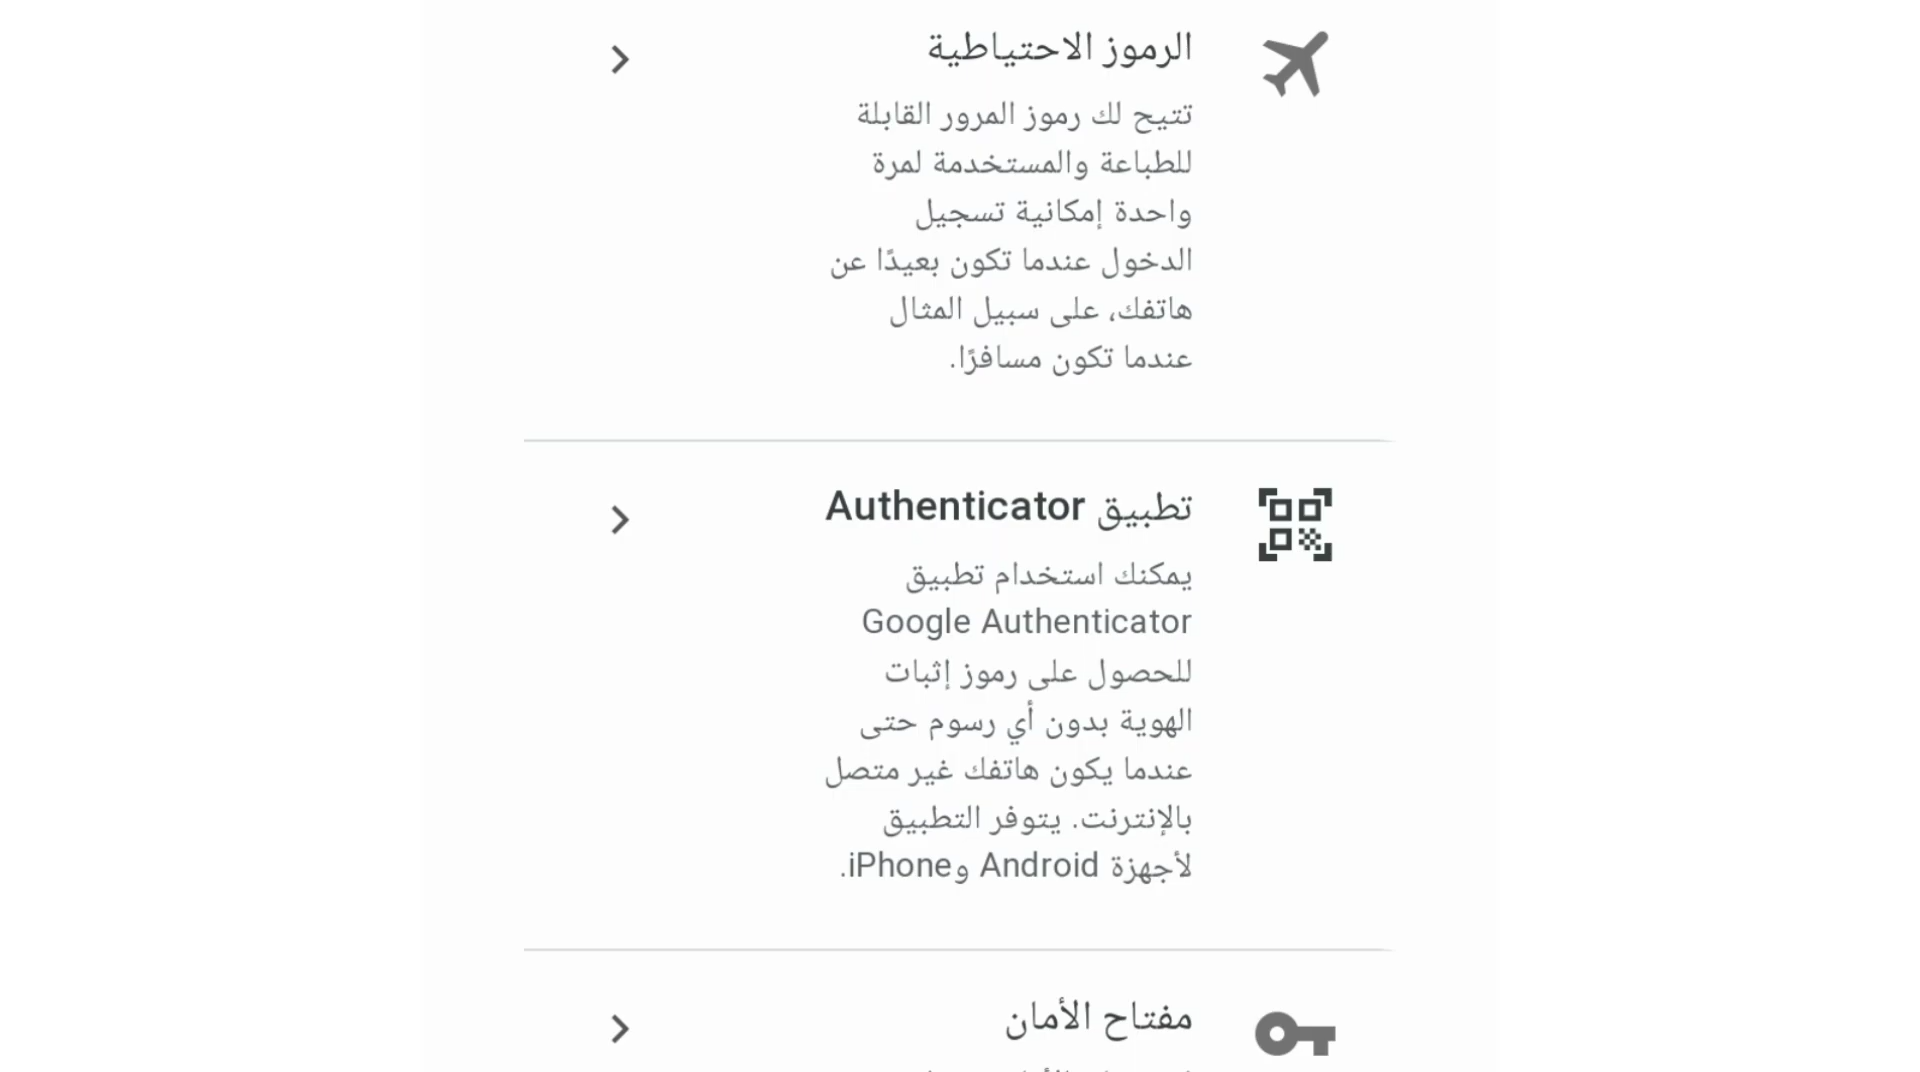 الرموز الاحتياطية
تتيح لك رموز المرور القابلة
للطباعة والمستخدمة لمرة
واحدة إمكانية تسجيل
الدخول عندما تكون بعيدًا عن
هاتفك، على سبيل المثال
عندما تكون مسافرًا.
تطبيق Authenticator
يمكنك استخدام تطبيق
Google Authenticator
للحصول على رموز إثبات
الهوية بدون أي رسوم حتى
عندما يكون هاتفك غير متصل
بالإنترنت. يتوفر التطبيق
لأجهزة Android وiPhone.
مفتاح الأمان